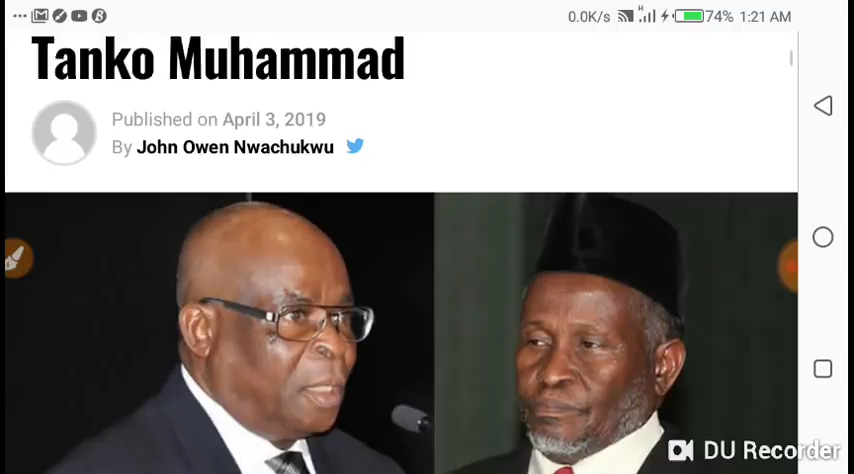 0.0K/s H 74% 1:21 AM
Tanko Muhammad
Published on April 3, 2019
By John Owen Nwachukwu
DU Recorder